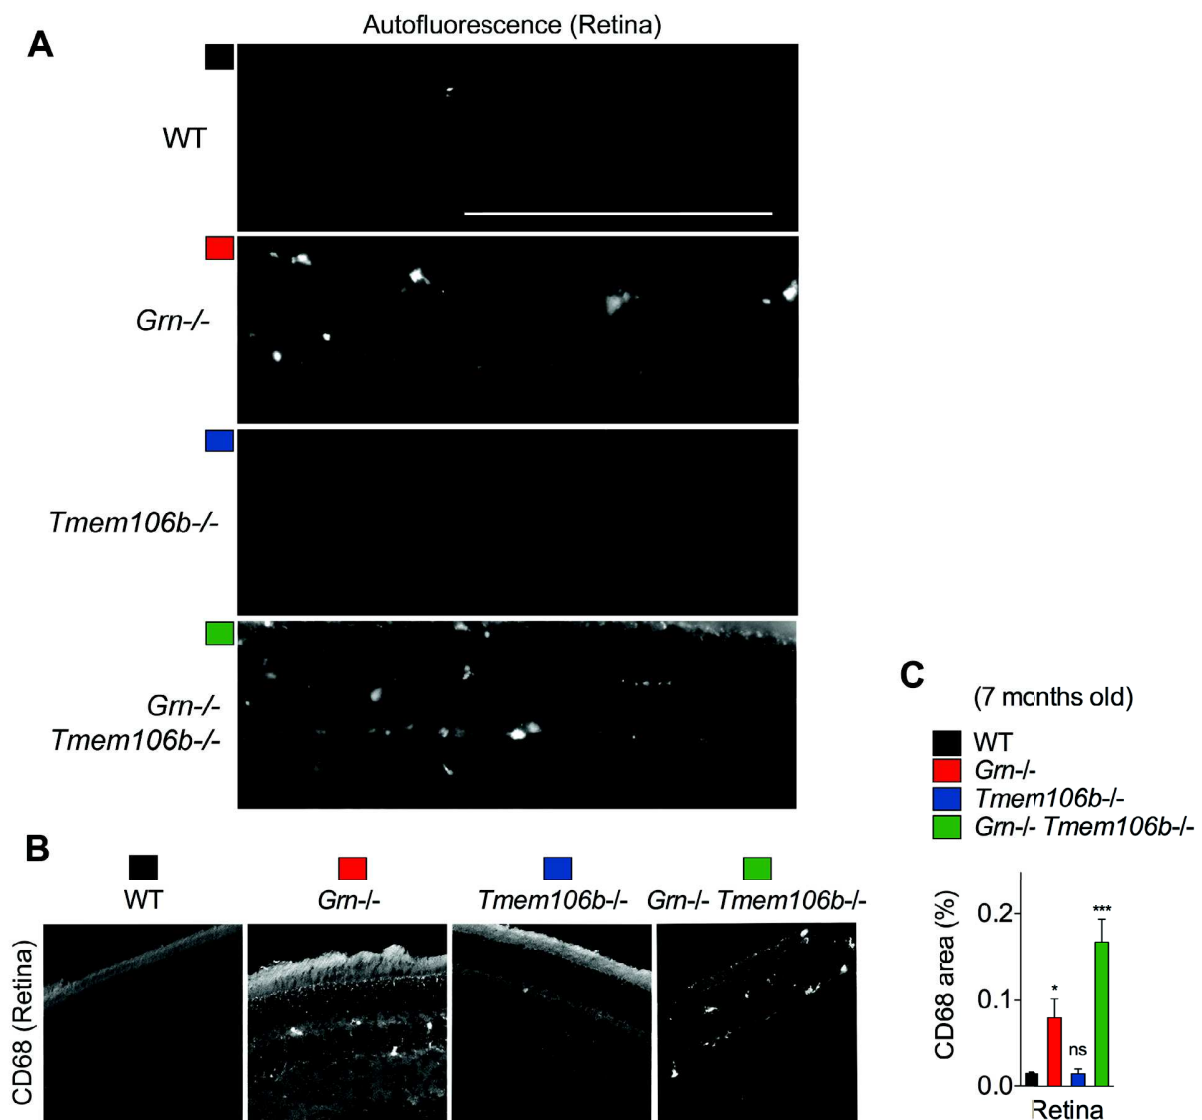 A
Autofluorescence (Retina)
WT
Grn-/-
Tmem106b-/-
Grn-/-
Tmem106b-/-
B
WT
Grn-/-
Tmem106b-/-
Grn-/- Tmem106b-/-
CD68 (Retina)
C
(7 months old)
WT
Grn-/-
Tmem106b-/-
Grn-/- Tmem106b-/-
CD68 area (%)
0.2
0.1
0.0
*
ns
***
Retina